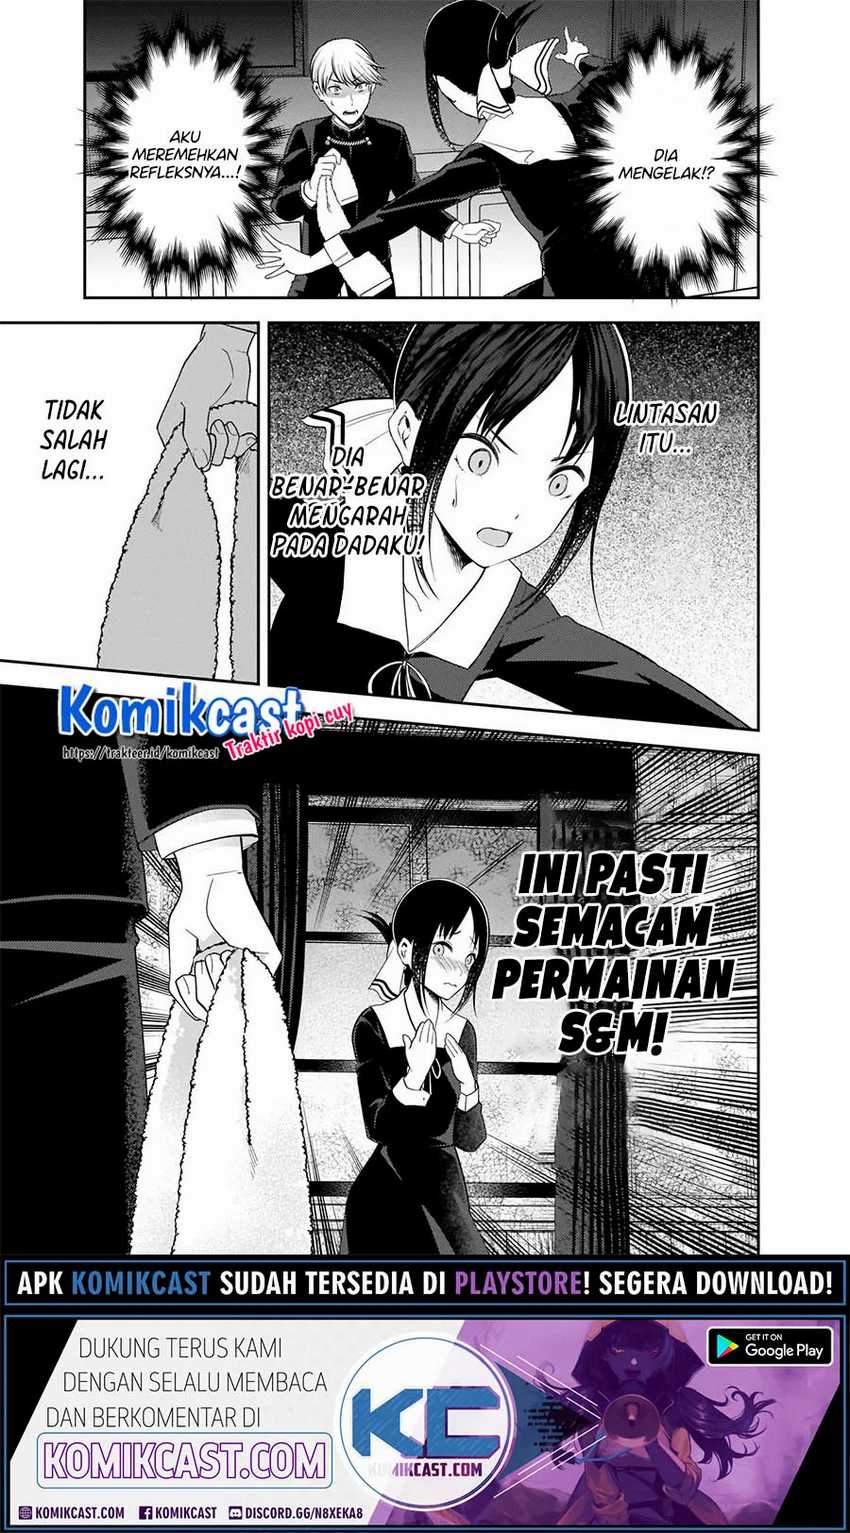 DIA
MENGELAK!?
AKU
MEREMEHKAN
REFLEKSNYA...!
LINTASAN
ITU...
DIA
BENAR-BENAR
MENGARAH
PADA DADAKU!
TIDAK
SALAH
LAGI...
Komikcast
Traktir kopi cuy
https://trakteer.id/komikcast
INI PASTI
SEMACAM
PERMAINAN
S&M!
APK KOMIKCAST SUDAH TERSEDIA DI PLAYSTORE! SEGERA DOWNLOAD!
DUKUNG TERUS KAMI
DENGAN SELALU MEMBACA
DAN BERKOMENTAR DI
KOMIKCAST.COM
KOMIKCAST.COM KOMIKCAST DISCORD.GG/N8XEKA8
KC
KOMIKCAST.COM
GET IT ON
Google Play